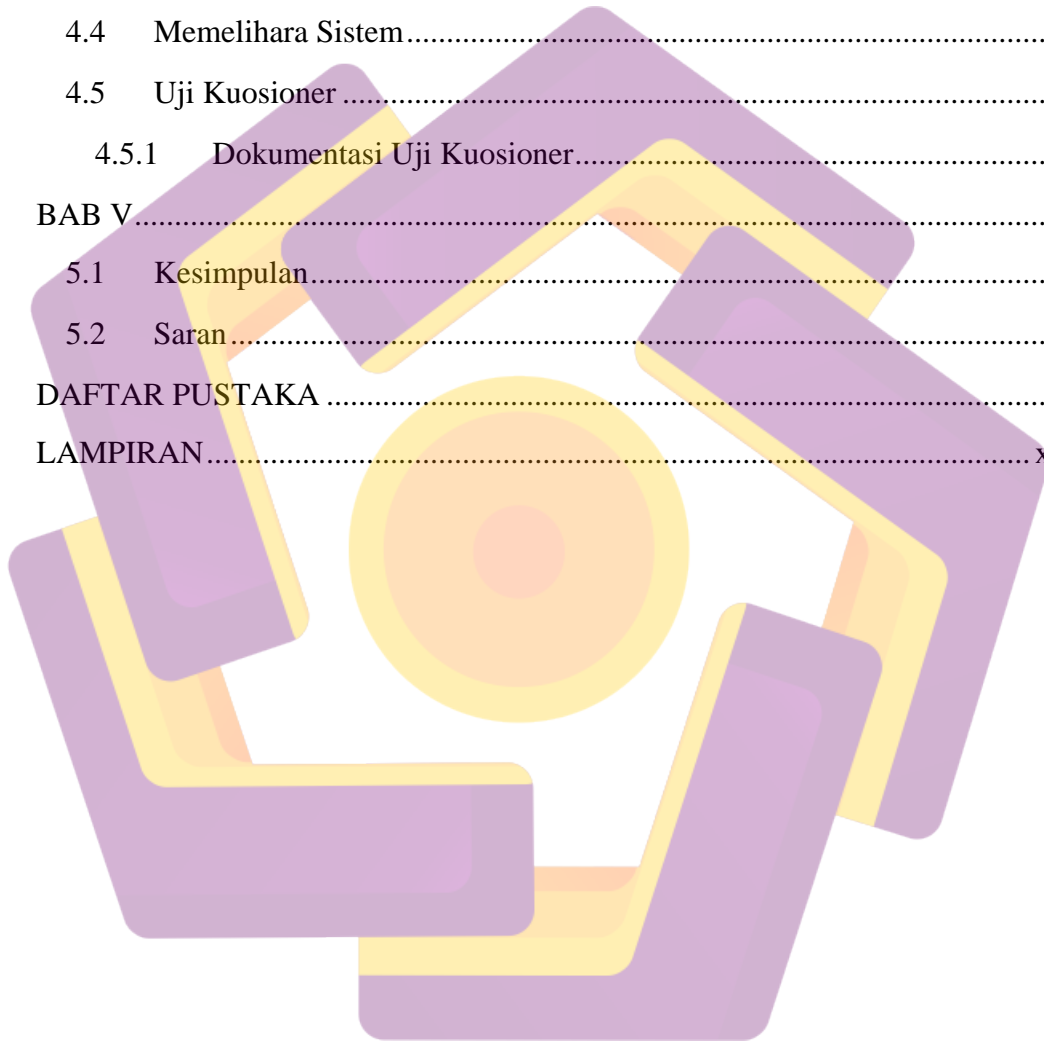 4.4 Memelihara Sistem........................................................................
4.5 Uji Kuosioner................................................................................
4.5.1 Dokumentasi Uji Kuosioner.....................................................
BAB V....................................................................................................
5.1 Kesimpulan....................................................................................
5.2 Saran.............................................................................................
DAFTAR PUSTAKA................................................................................
LAMPIRAN............................................................................................